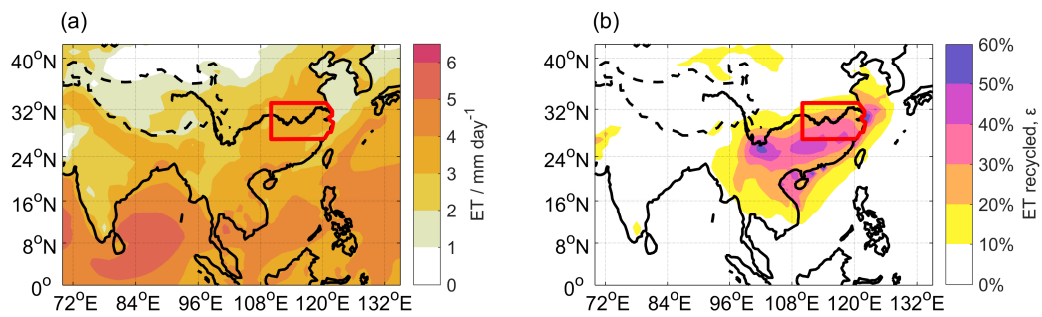 (a)
40°N
32°N
24°N
16°N
8°N
0°
72°E 84°E 96°E 108°E 120°E 132°E
6
5
4
3
2
1
0
ET / mm day⁻¹
(b)
40°N
32°N
24°N
16°N
8°N
0°
72°E 84°E 96°E 108°E 120°E 132°E
60%
50%
40%
30%
20%
10%
0%
ET recycled, ε